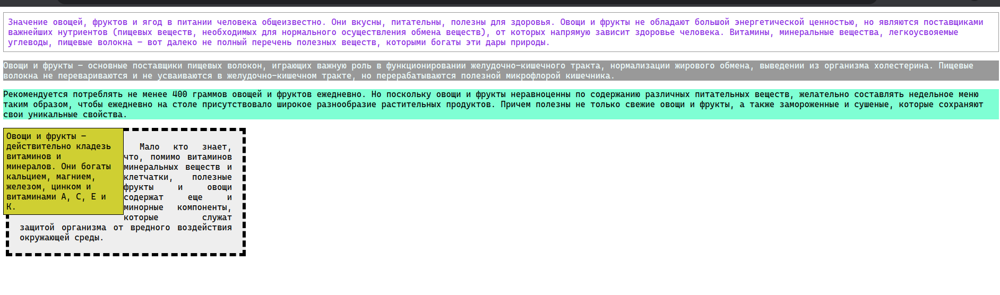 Значение овощей, фруктов и ягод в питании человека общеизвестно. Они вкусны, питательны, полезны для здоровья. Овощи и фрукты не обладают большой энергетической ценностью, но являются поставщиками
важнейших нутриентов (пищевых веществ, необходимых для нормального осуществления обмена веществ), от которых напрямую зависит здоровье человека. Витамины, минеральные вещества, легкоусвояемые
углеводы, пищевые волокна — вот далеко не полный перечень полезных веществ, которыми богаты эти дары природы.
Овощи и фрукты — основные поставщики пищевых волокон, играющих важную роль в функционировании желудочно-кишечного тракта, нормализации жирового обмена, выведении из организма холестерина. Пищевые
волокна не перевариваются и не усваиваются в желудочно-кишечном тракте, но перерабатываются полезной микрофлорой кишечника.
Рекомендуется потреблять не менее 400 граммов овощей и фруктов ежедневно. Но поскольку овощи и фрукты неравноценны по содержанию различных питательных веществ, желательно составлять недельное меню
таким образом, чтобы ежедневно на столе присутствовало широкое разнообразие растительных продуктов. Причем полезны не только свежие овощи и фрукты, а также замороженные и сушеные, которые сохраняют
свои уникальные свойства.
Овощи и фрукты —
действительно кладезь
витаминов и
минералов. Они богаты
кальцием, магнием,
железом, цинком и
витаминами А, С, Е и
К.
Мало кто знает,
что, помимо витаминов
минеральных веществ и
клетчатки, полезные
фрукты и овощи
содержат еще и
минорные компоненты,
которые служат
защитой организма от вредного воздействия
окружающей среды.